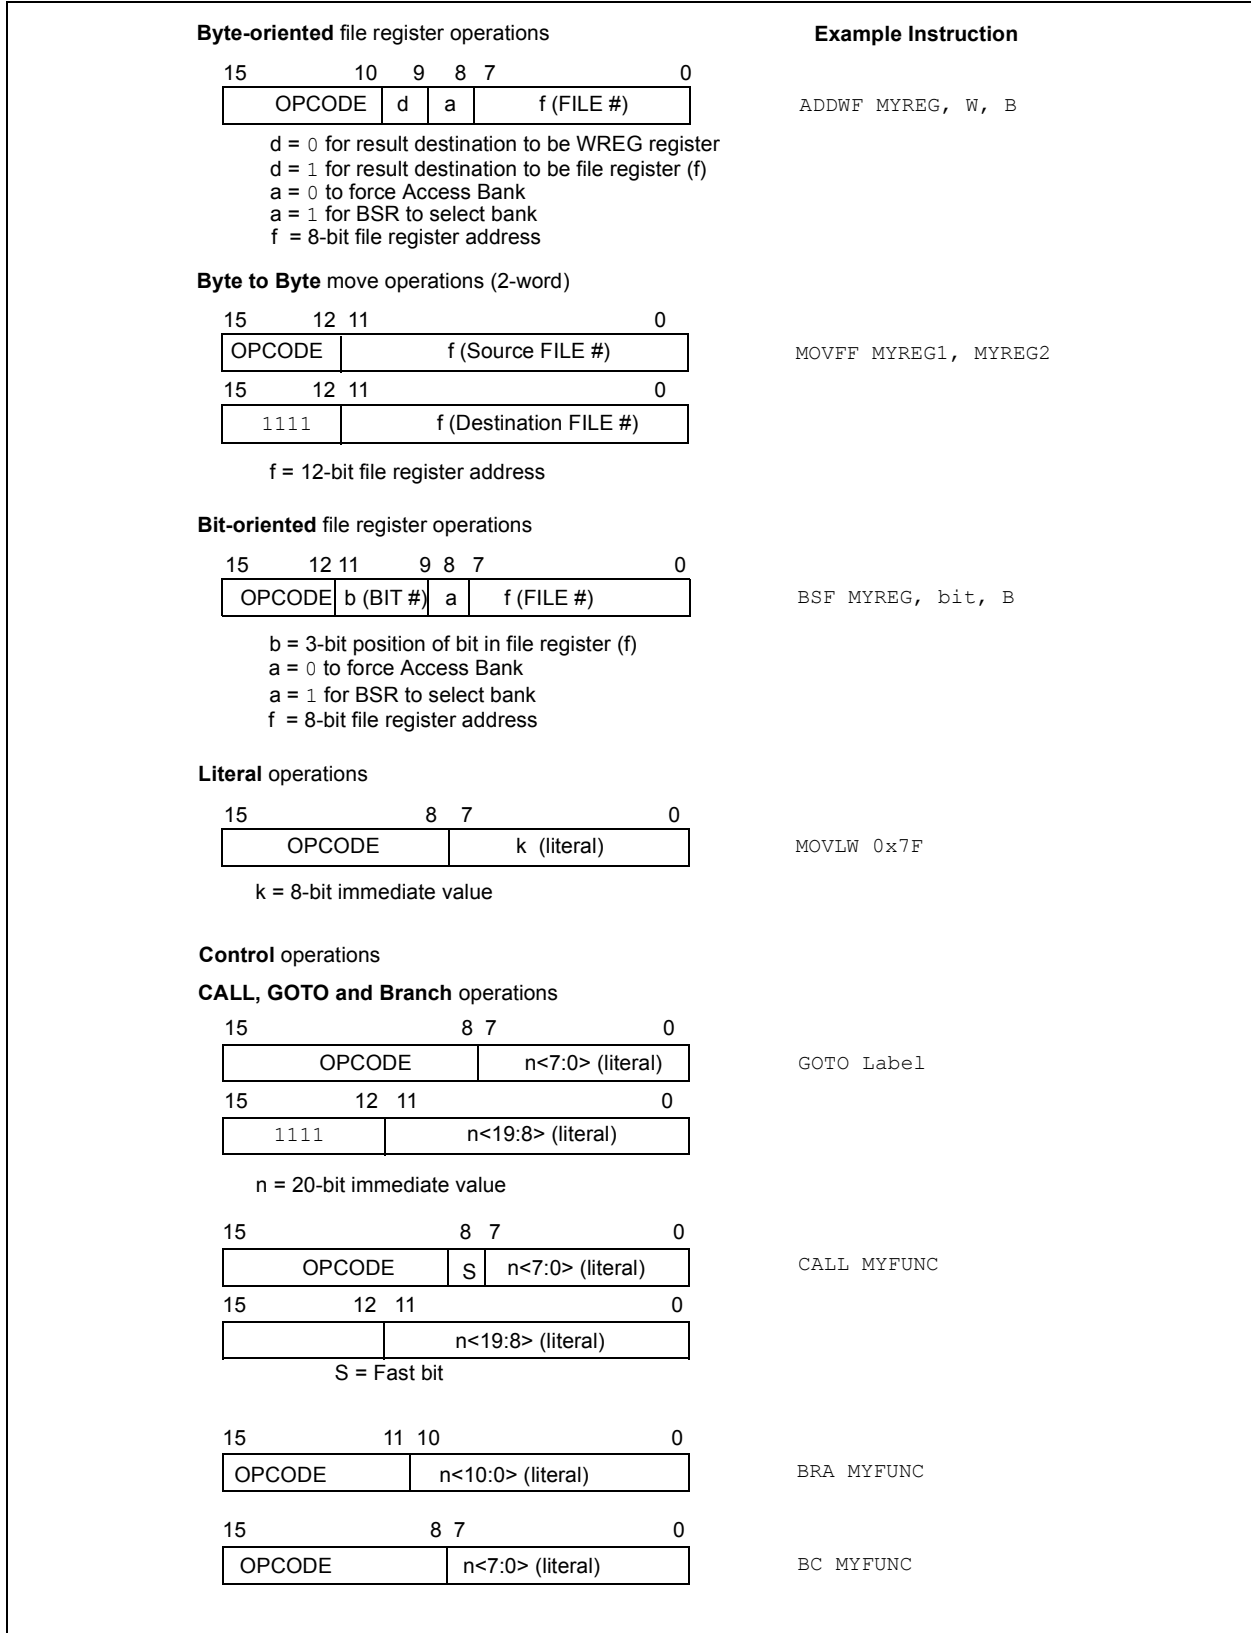 Byte-oriented file register operations Example Instruction
15 10 9 8 7 0
OPCODE d a f (FILE #) ADDWF MYREG, W, B
d = 0 for result destination to be WREG register
d = 1 for result destination to be file register (f)
a = 0 to force Access Bank
a = 1 for BSR to select bank
f = 8-bit file register address
Byte to Byte move operations (2-word)
15 12 11 0
OPCODE f (Source FILE #) MOVFF MYREG1, MYREG2
15 12 11 0
1111 f (Destination FILE #)
f = 12-bit file register address
Bit-oriented file register operations
15 12 11 9 8 7 0
OPCODE b (BIT #) a f (FILE #) BSF MYREG, bit, B
b = 3-bit position of bit in file register (f)
a = 0 to force Access Bank
a = 1 for BSR to select bank
f = 8-bit file register address
Literal operations
15 8 7 0
OPCODE k (literal) MOVLW 0x7F
k = 8-bit immediate value
Control operations
CALL, GOTO and Branch operations
15 8 7 0
OPCODE n<7:0> (literal) GOTO Label
15 12 11 0
1111 n<19:8> (literal)
n = 20-bit immediate value
15 8 7 0
OPCODE S n<7:0> (literal) CALL MYFUNC
15 12 11 0
n<19:8> (literal)
S = Fast bit
15 11 10 0
OPCODE n<10:0> (literal) BRA MYFUNC
15 8 7 0
OPCODE n<7:0> (literal) BC MYFUNC